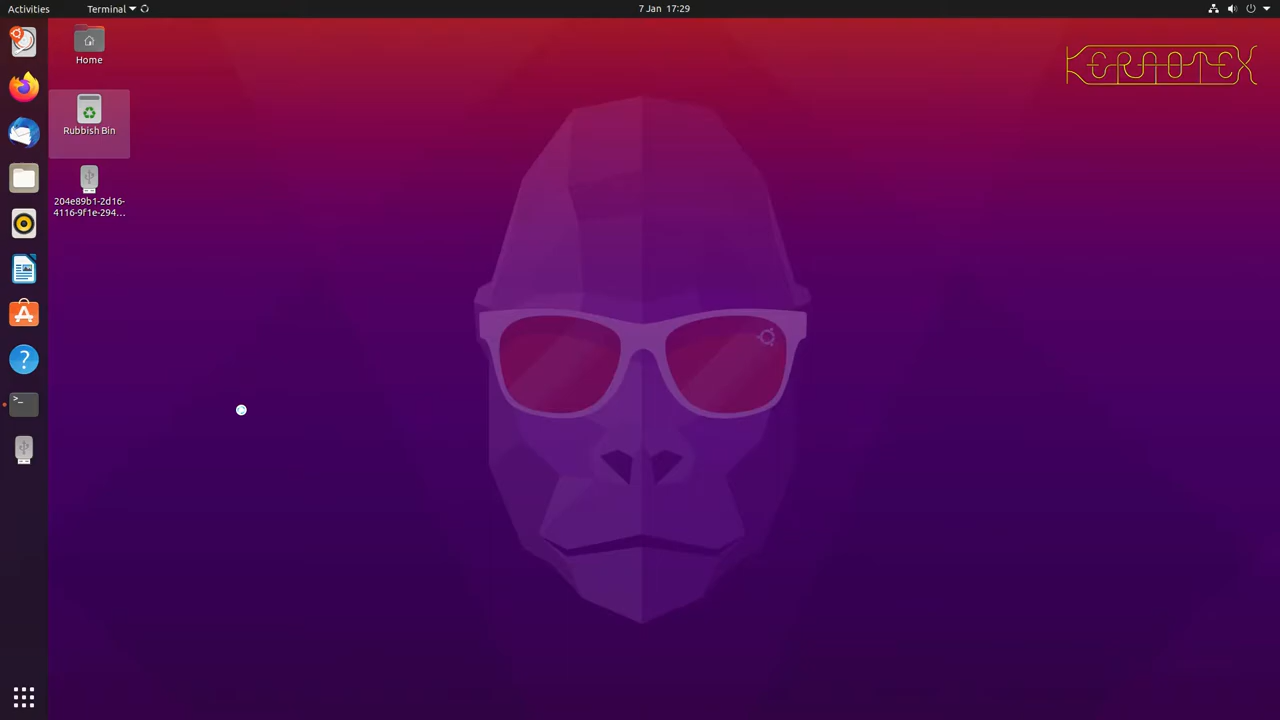 Activities
Terminal
7 Jan 17:29
Home
KERAOTEX
Rubbish Bin
204e89b1-2d16-
4116-9f1e-294...